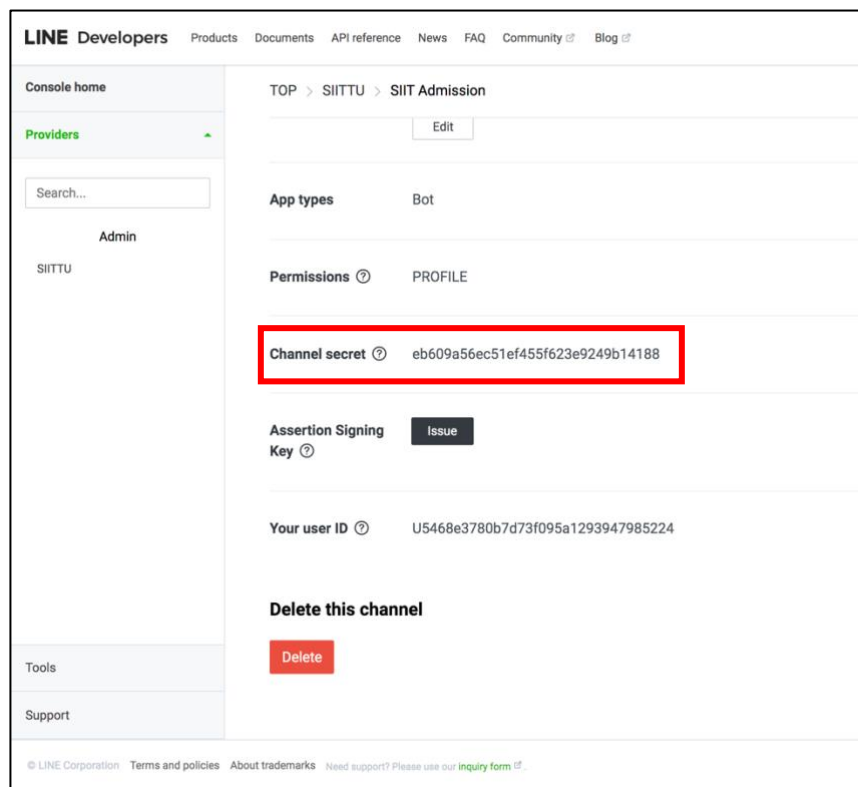 LINE Developers Products Documents API reference News FAQ Community Blog
Console home
Providers
Search...
Admin
SIITTU
Tools
Support
TOP > SIITTU > SIIT Admission
Edit
App types Bot
Permissions PROFILE
Channel secret eb609a56ec51ef455f623e9249b14188
Assertion Signing
Key
Issue
Your user ID U5468e3780b7d73f095a1293947985224
Delete this channel
Delete
© LINE Corporation Terms and policies About trademarks Need support? Please use our inquiry form .